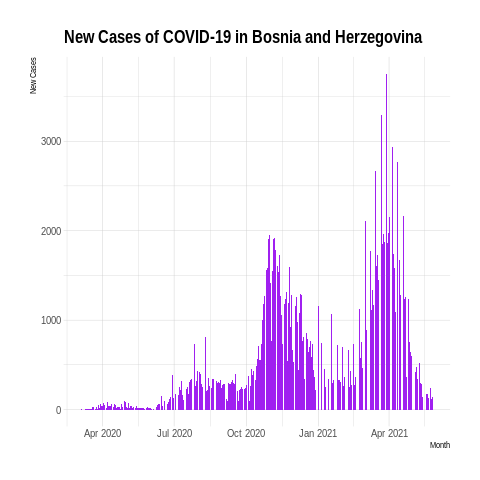 New Cases of COVID-19 in Bosnia and Herzegovina
New Cases
3000
2000
1000
0
Apr 2020 Jul 2020 Oct 2020 Jan 2021 Apr 2021
Month